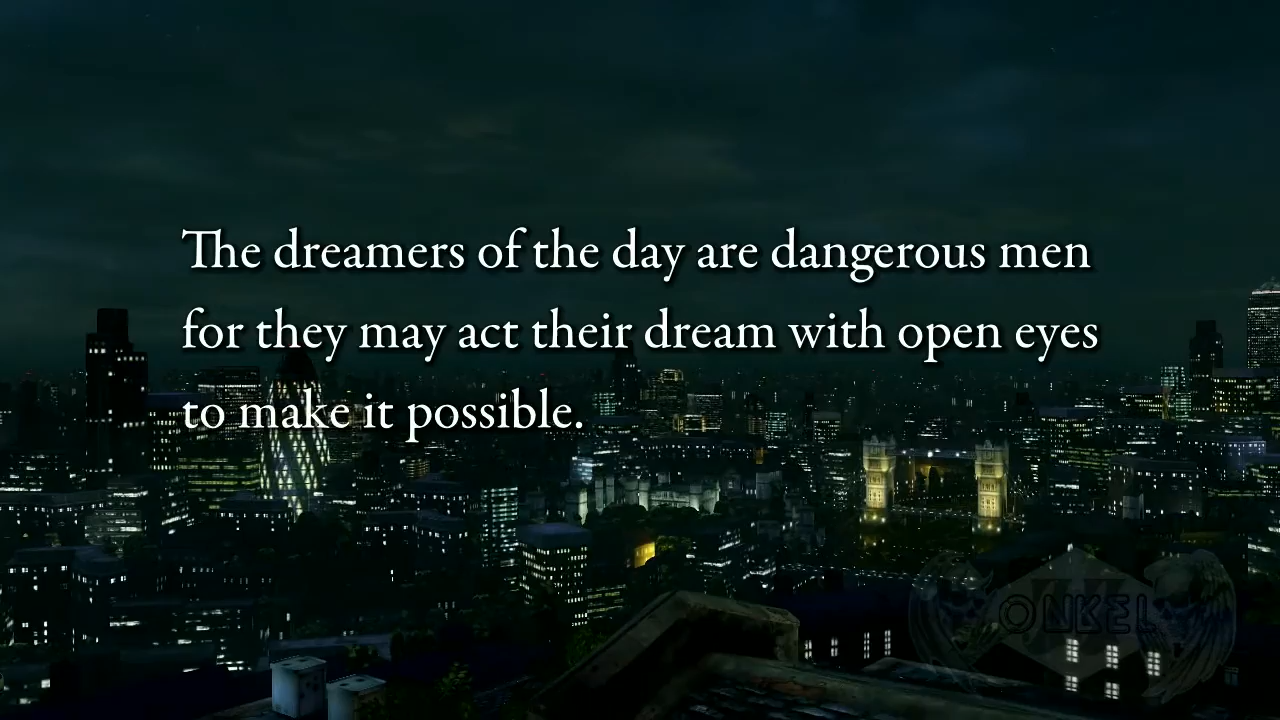 The dreamers of the day are dangerous men
for they may act their dream with open eyes
to make it possible.
ONKEL